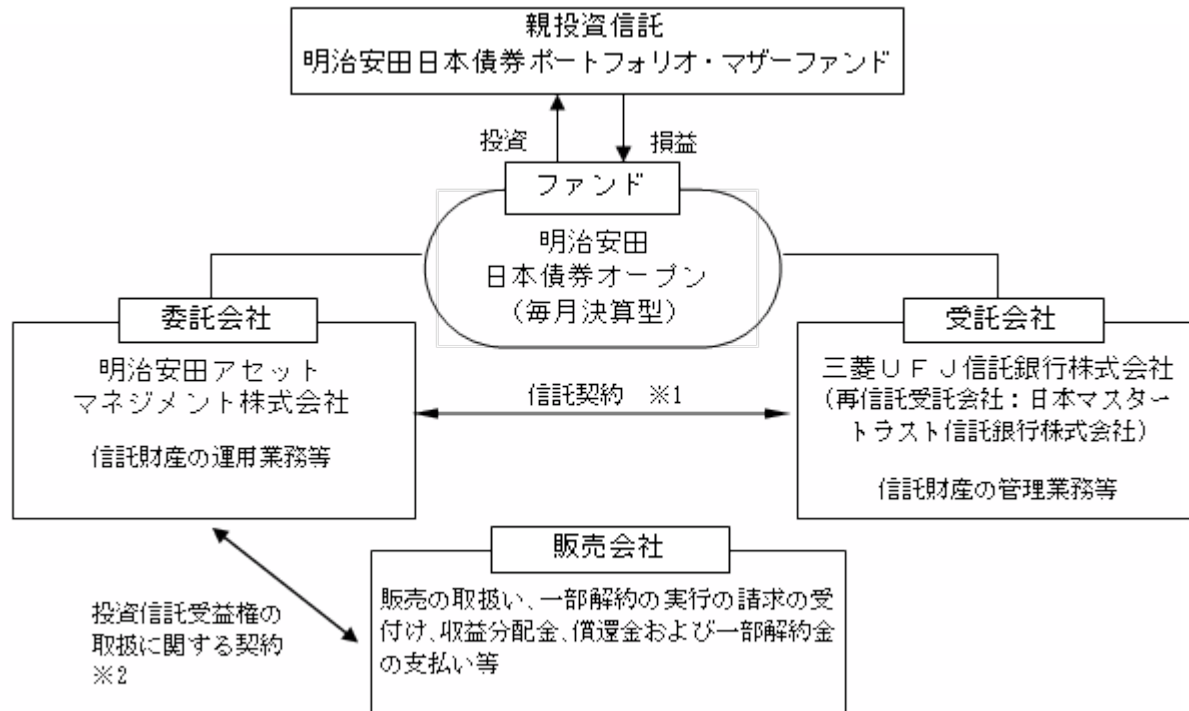 親投資信託
明治安田日本債券ポートフォリオ・マザーファンド
投資
損益
ファンド
明治安田
日本債券オープン
（毎月決算型）
委託会社
明治安田アセット
マネジメント株式会社
信託財産の運用業務等
信託契約 ※1
受託会社
三菱ＵＦＪ信託銀行株式会社
（再信託受託会社：日本マスター
トラスト信託銀行株式会社）
信託財産の管理業務等
投資信託受益権の
取扱に関する契約
※2
販売会社
販売の取扱い、一部解約の実行の請求の受
付け、収益分配金、償還金および一部解約金
の支払い等